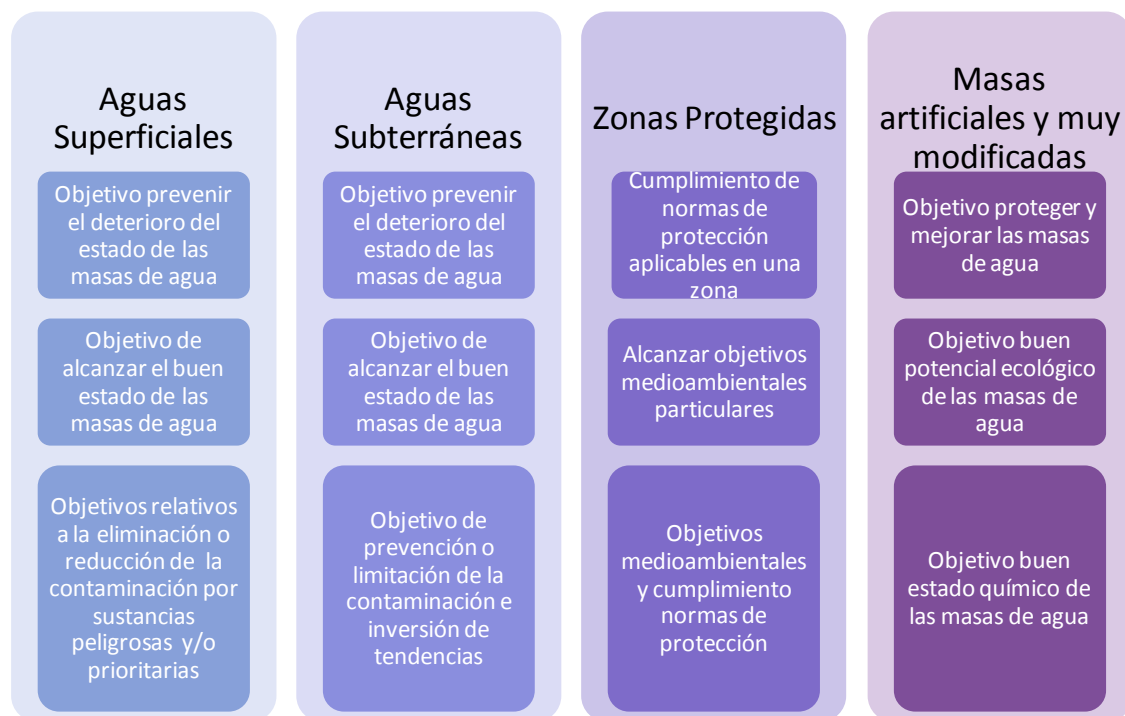 Aguas
Superficiales
Objetivo prevenir
el deterioro del
estado de las
masas de agua
Objetivo de
alcanzar el buen
estado de las
masas de agua
Objetivos relativos
a la eliminación o
reducción de la
contaminación por
sustancias
peligrosas y/o
prioritarias
Aguas
Subterráneas
Objetivo prevenir
el deterioro del
estado de las
masas de agua
Objetivo de
alcanzar el buen
estado de las
masas de agua
Objetivo de
prevención o
limitación de la
contaminación e
inversión de
tendencias
Zonas Protegidas
Cumplimiento de
normas de
protección
aplicables en una
zona
Alcanzar objetivos
medioambientales
particulares
Objetivos
medioambientales
y cumplimiento
normas de
protección
Masas
artificiales y muy
modificadas
Objetivo proteger y
mejorar las masas
de agua
Objetivo buen
potencial ecológico
de las masas de
agua
Objetivo buen
estado químico de
las masas de agua